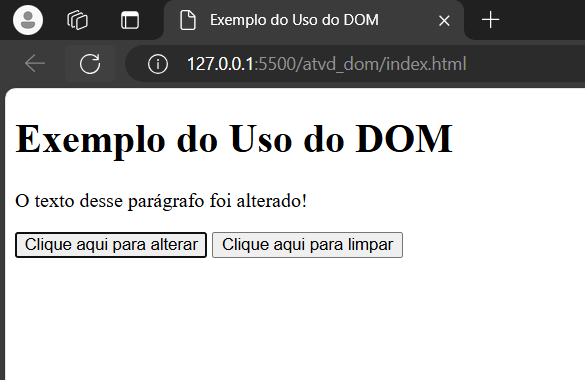 Exemplo do Uso do DOM
127.0.0.1:5500/atvd_dom/index.html
Exemplo do Uso do DOM
O texto desse parágrafo foi alterado!
Clique aqui para alterar Clique aqui para limpar